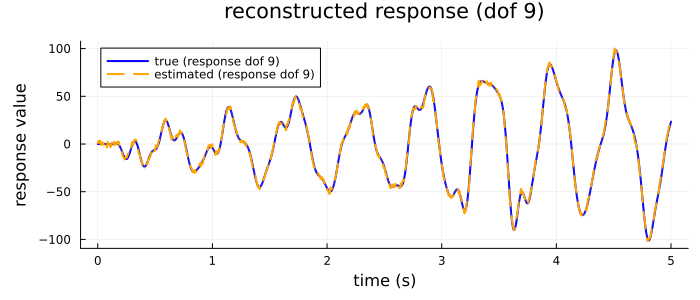 reconstructed response (dof 9)
true (response dof 9)
estimated (response dof 9)
response value
100
50
0
−50
−100
0 1 2 3 4 5
time (s)